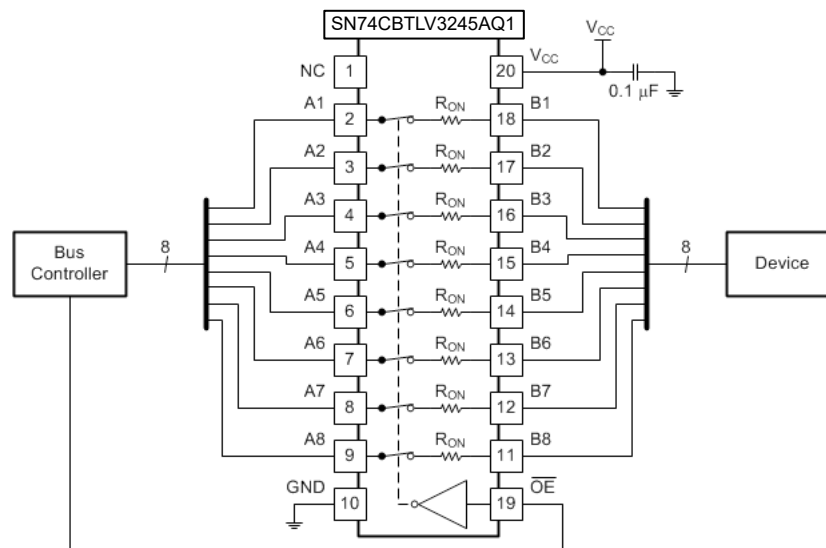 SN74CBTLV3245AQ1
VCC
NC 1 20 VCC
0.1 µF
A1 2 RON 18 B1
A2 3 RON 17 B2
A3 4 RON 16 B3
A4 5 RON 15 B4
8 8
Bus Controller
Device
A5 6 RON 14 B5
A6 7 RON 13 B6
A7 8 RON 12 B7
A8 9 RON 11 B8
GND 10 19 OE